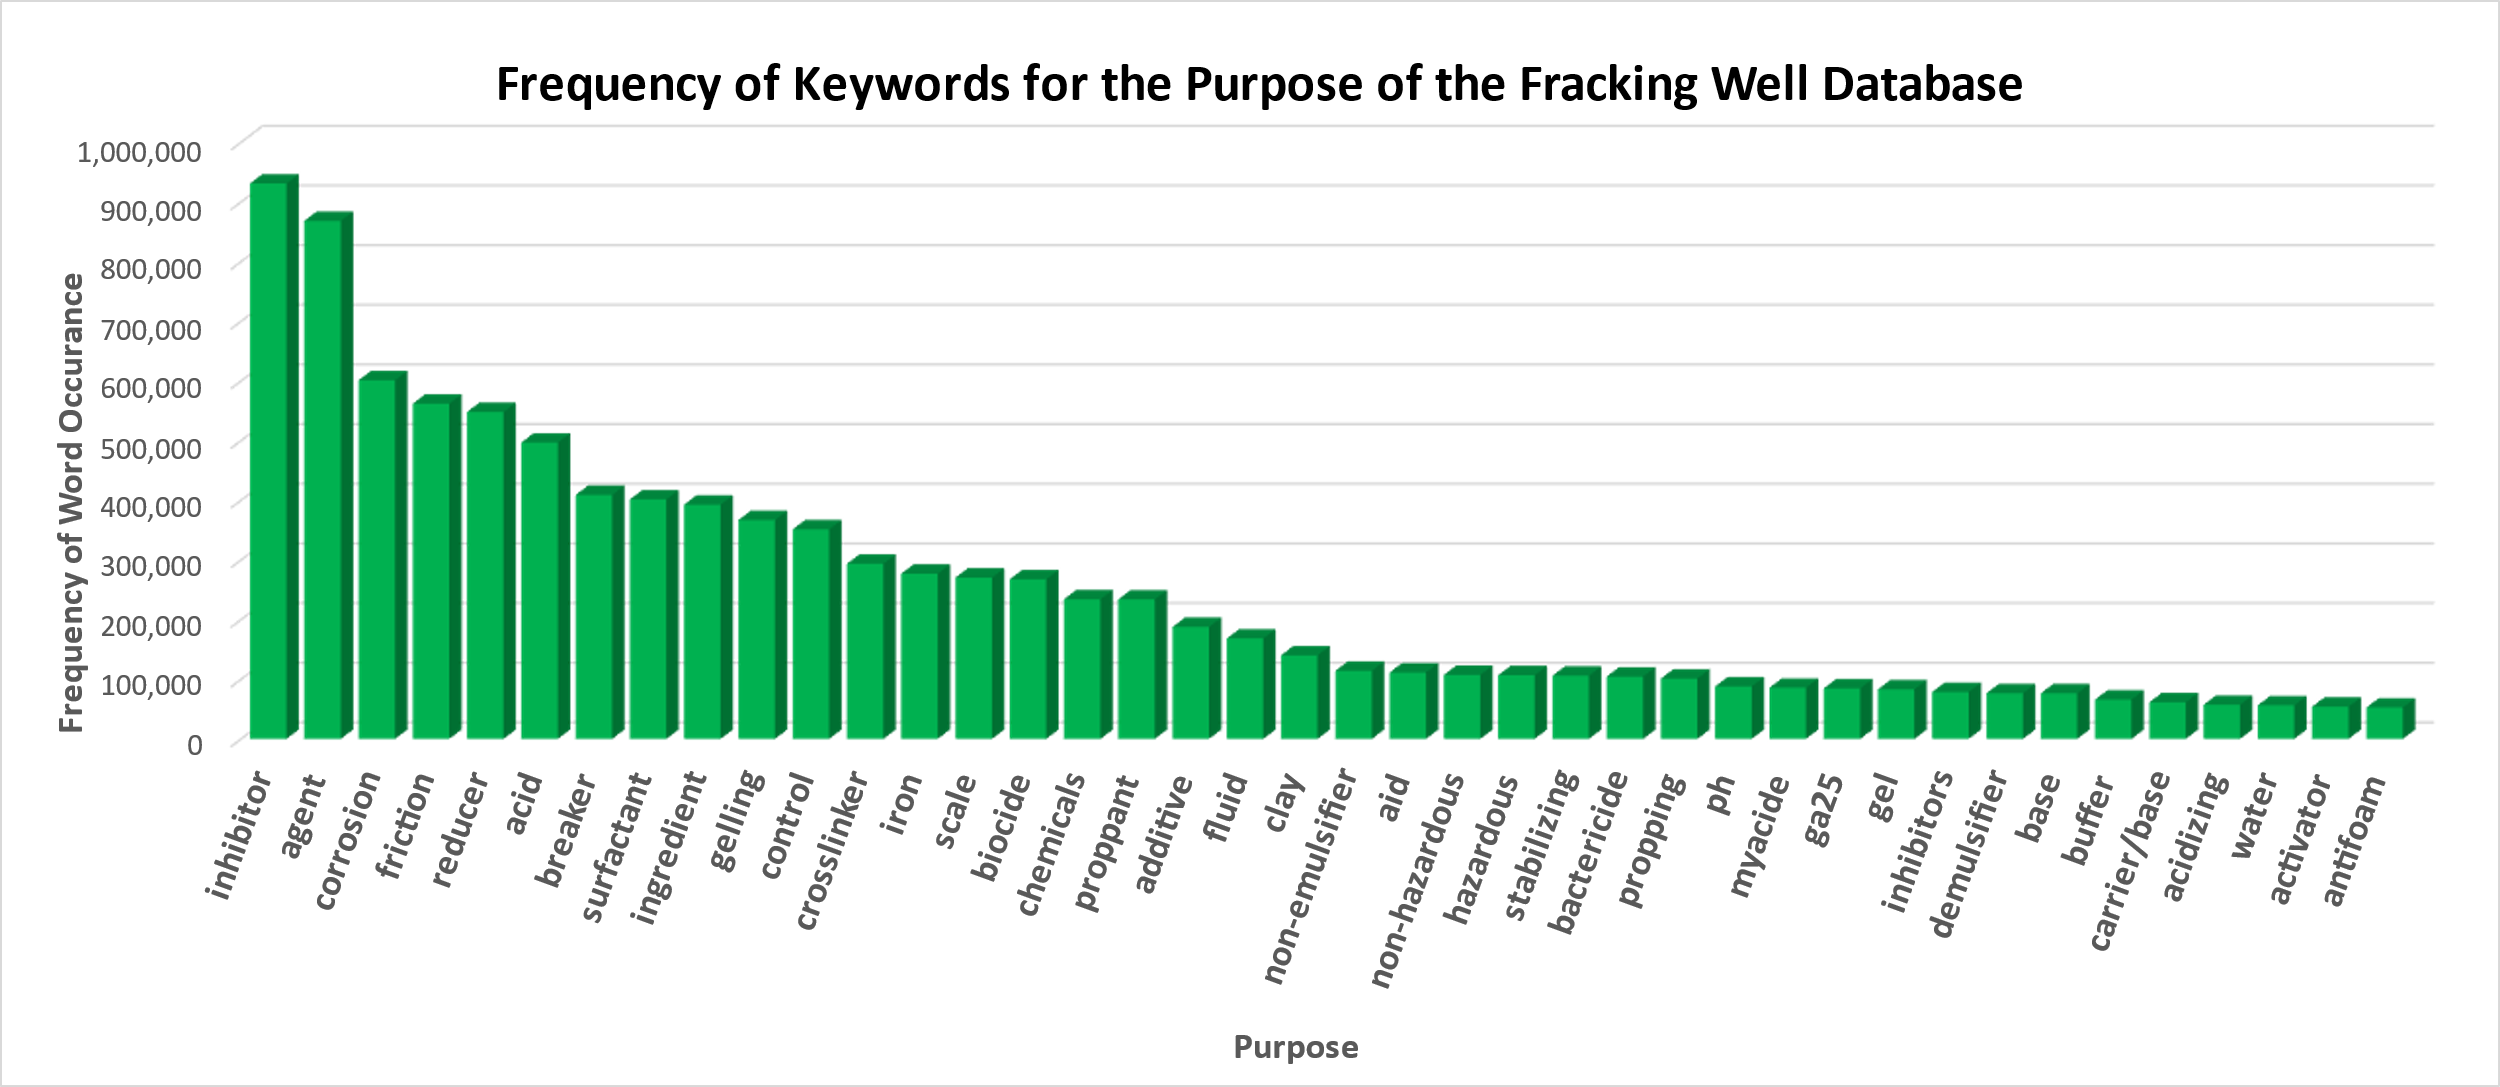 Frequency of Keywords for the Purpose of the Fracking Well Database
Frequency of Word Occurance
1,000,000
900,000
800,000
700,000
600,000
500,000
400,000
300,000
200,000
100,000
0
inhibitor
agent
corrosion
friction
reducer
acid
breaker
surfactant
ingredient
gelling
control
crosslinker
iron
scale
biocide
chemicals
proppant
additive
fluid
clay
non-emulsifier
aid
non-hazardous
hazardous
stabilizing
bactericide
propping
ph
myacide
ga25
gel
inhibitors
demulsifier
base
buffer
carrier/base
acidizing
water
activator
antifoam
Purpose